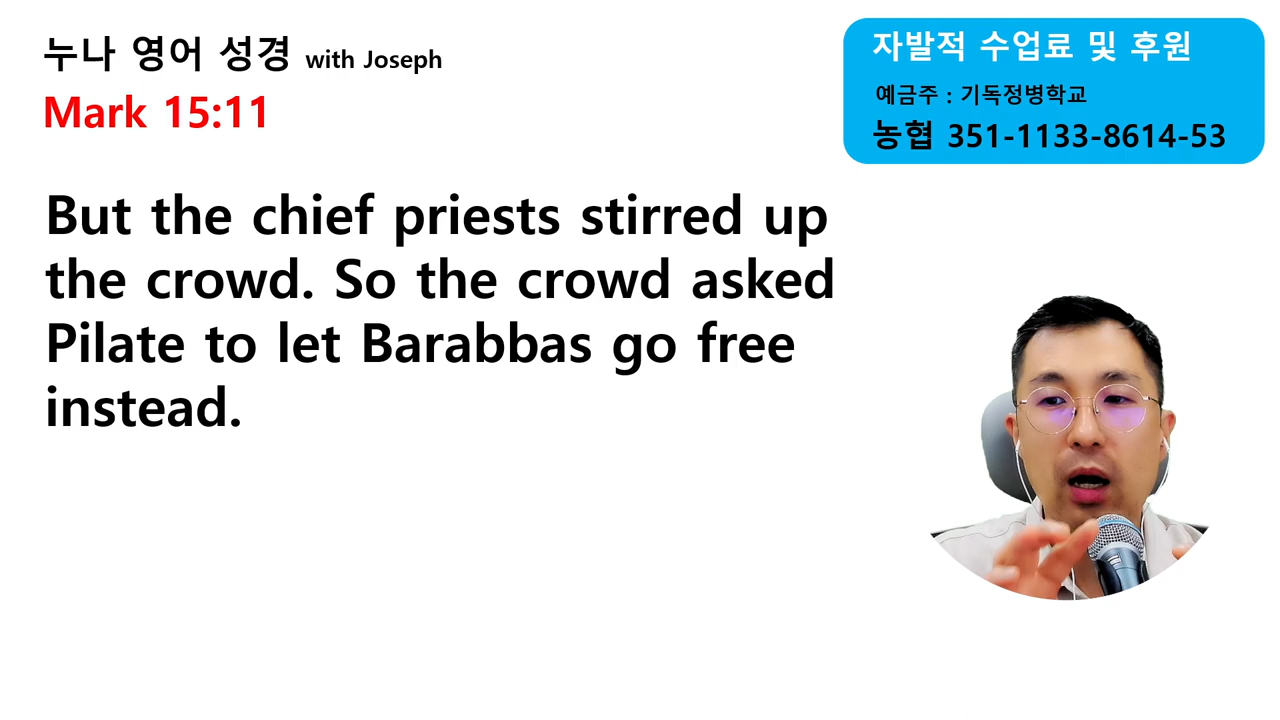 누나 영어 성경 with Joseph
Mark 15:11
자발적 수업료 및 후원
예금주 : 기독정병학교
농협 351-1133-8614-53
But the chief priests stirred up
the crowd. So the crowd asked
Pilate to let Barabbas go free
instead.